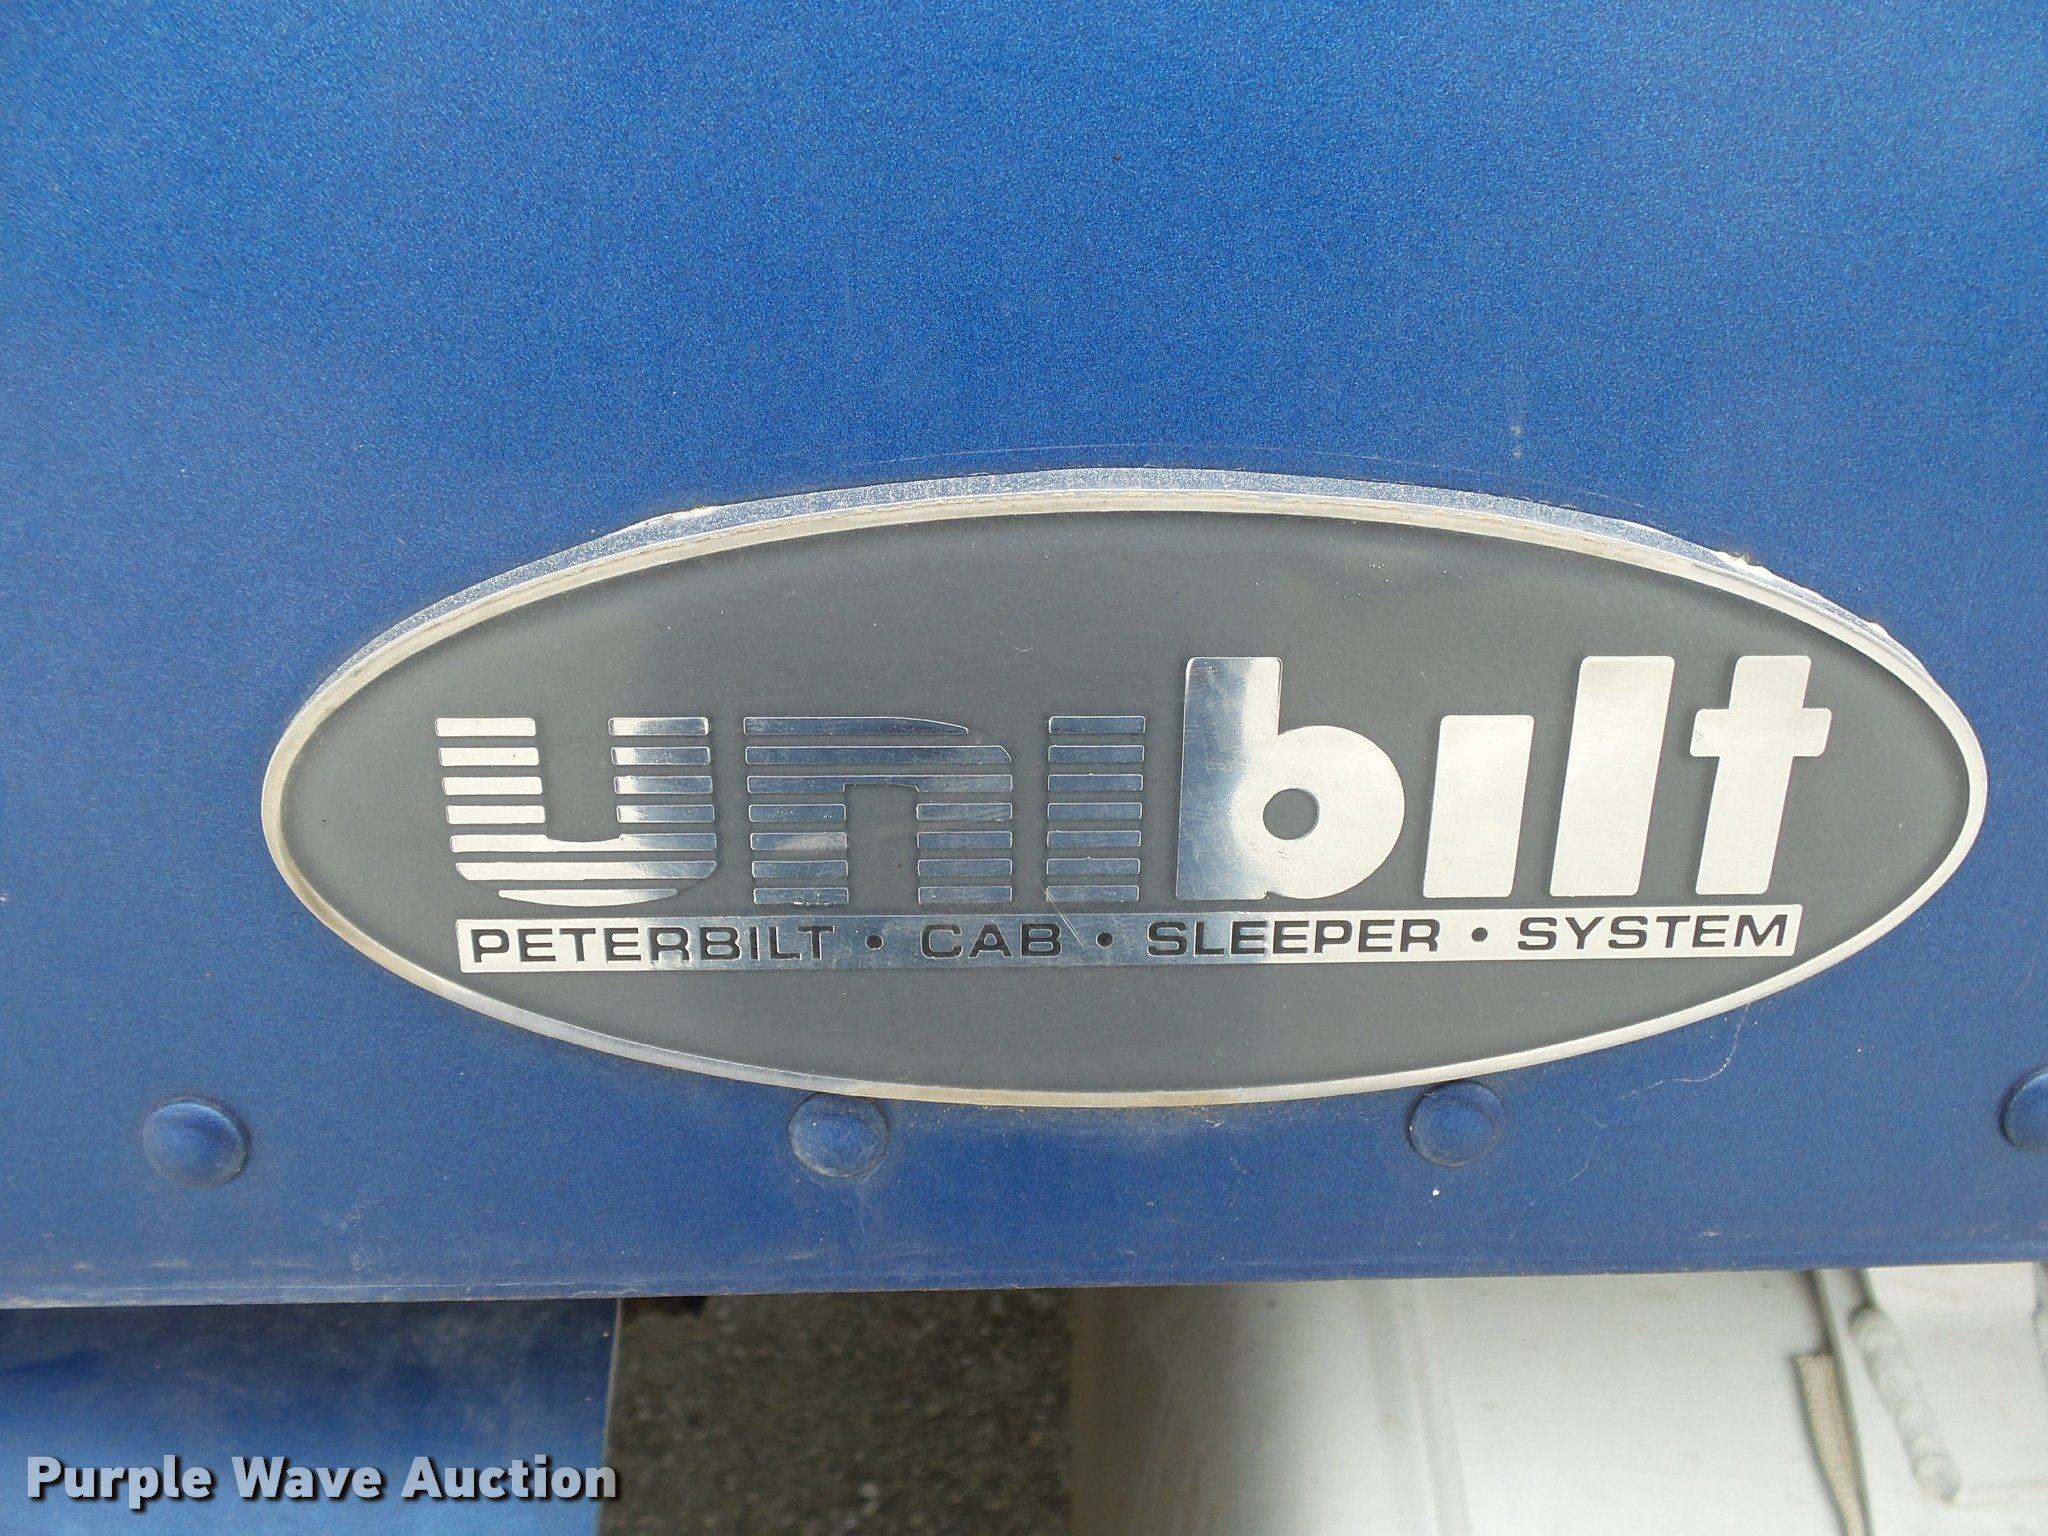 unibilt
PETERBILT • CAB • SLEEPER • SYSTEM
Purple Wave Auction